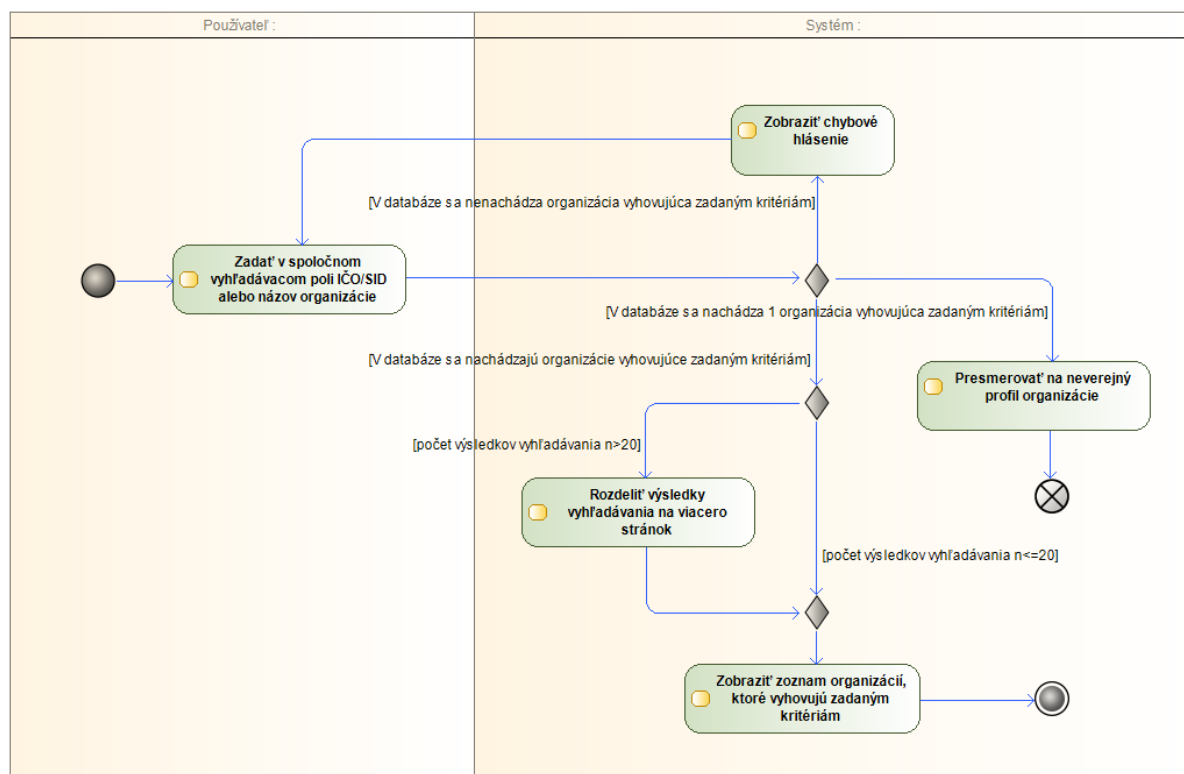 Používateľ :
Systém :
Zobraziť chybové
hlásenie
[V databáze sa nenachádza organizácia vyhovujúca zadaným kritériám]
Zadať v spoločnom
vyhľadávacom poli IČO/SID
alebo názov organizácie
[V databáze sa nachádza 1 organizácia vyhovujúca zadaným kritériám]
[V databáze sa nachádzajú organizácie vyhovujúce zadaným kritériám]
Presmerovať na neverejný
profil organizácie
[počet výsledkov vyhľadávania n>20]
Rozdeliť výsledky
vyhľadávania na viacero
stránok
[počet výsledkov vyhľadávania n<=20]
Zobraziť zoznam organizácií,
ktoré vyhovujú zadaným
kritériám